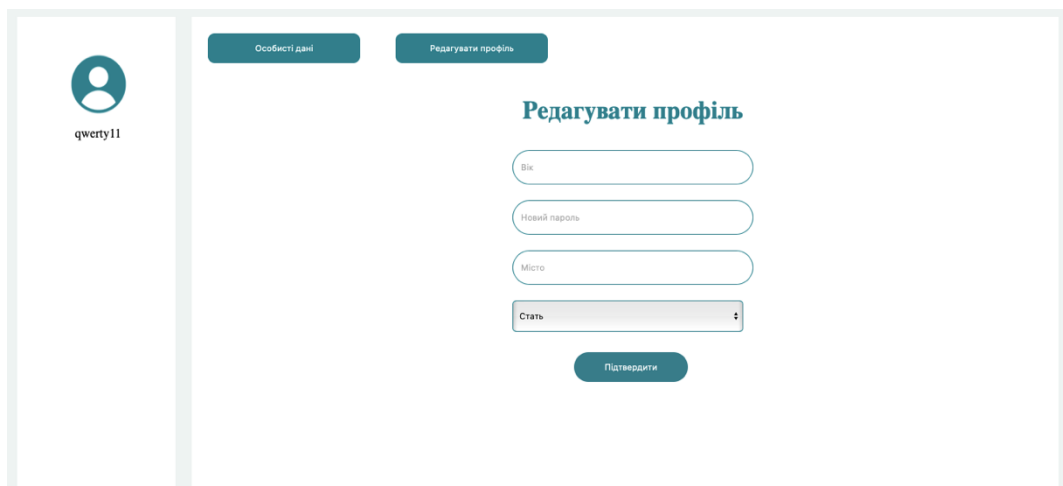 Особисті дані
Редагувати профіль
qwerty11
Редагувати профіль
Вік
Новий пароль
Місто
Стать
Підтвердити